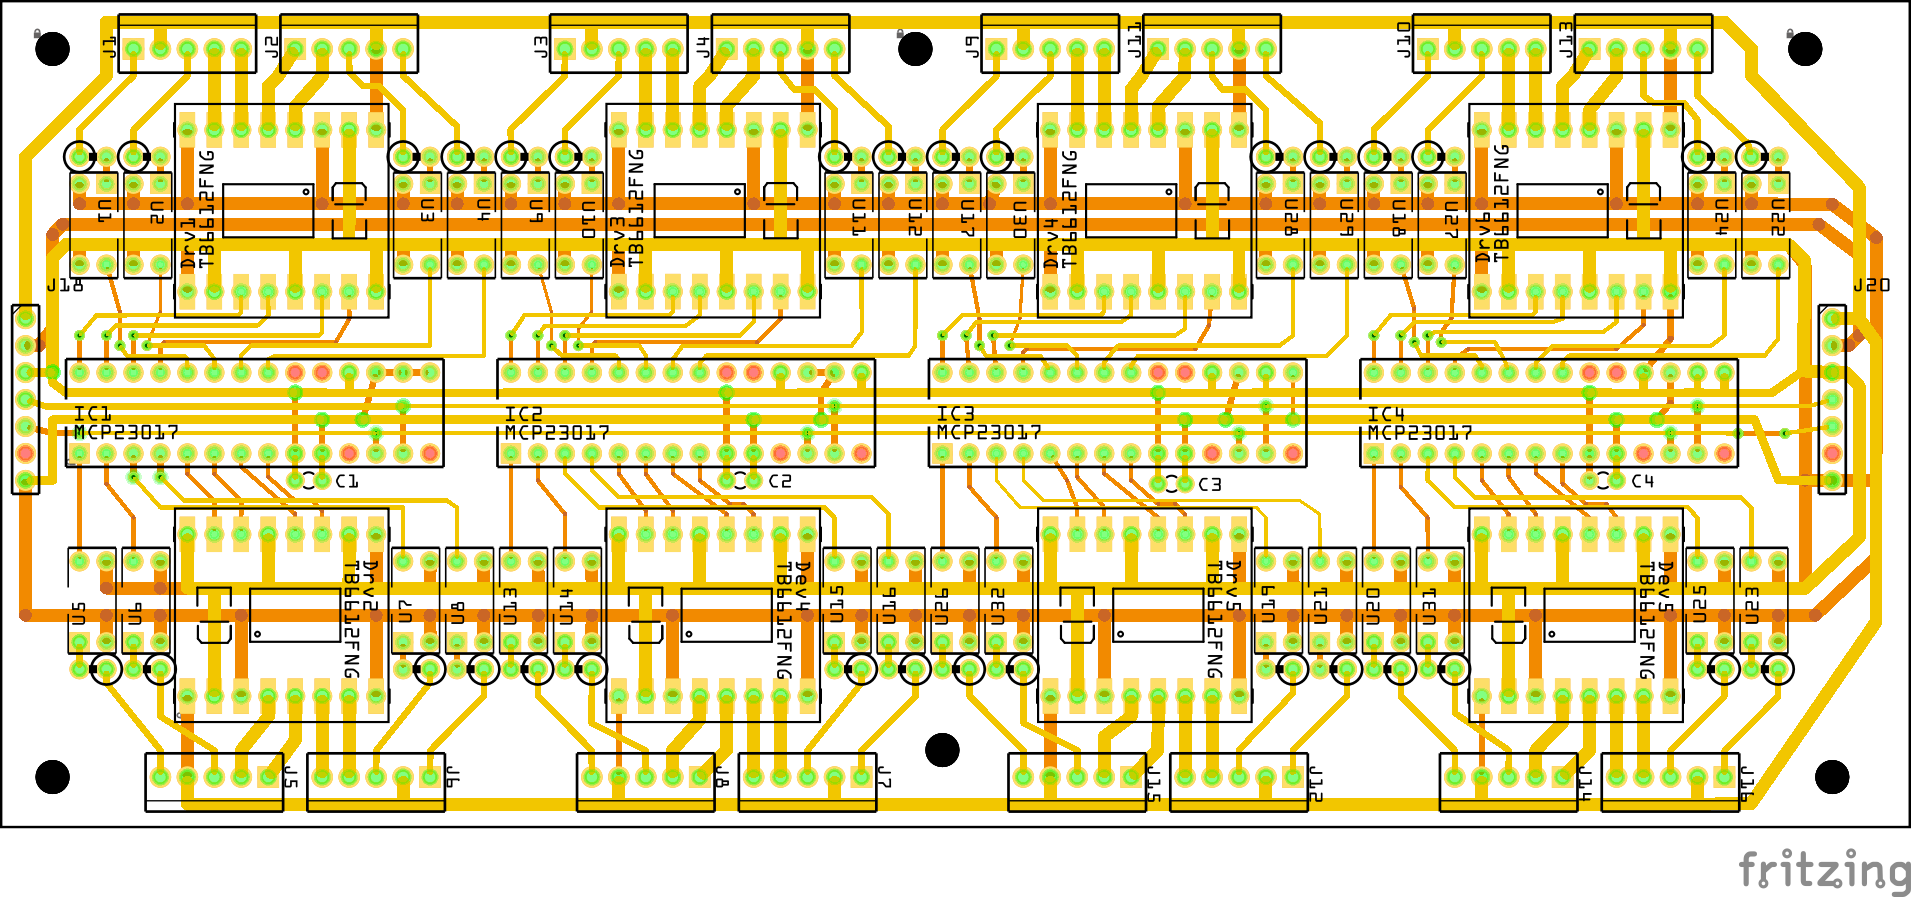 J1
J2
J3
J4
J9
J11
J10
J13
U1
U2
Drv1
TB6612FNG
U3
U4
U9
U10
Drv3
TB6612FNG
U11
U12
U17
U30
Drv4
TB6612FNG
U28
U29
U18
U27
Drv6
TB6612FNG
U24
U22
J18
J20
IC1
MCP23017
IC2
MCP23017
IC3
MCP23017
IC4
MCP23017
C1
C2
C3
C4
U5
U6
Drv2
TB6612FNG
U7
U8
U13
U14
Dev4
TB6612FNG
U15
U16
U26
U32
Drv5
TB6612FNG
U19
U21
U20
U31
Dev5
TB6612FNG
U25
U23
J5
J6
J8
J7
J15
J12
J14
J16
fritzing